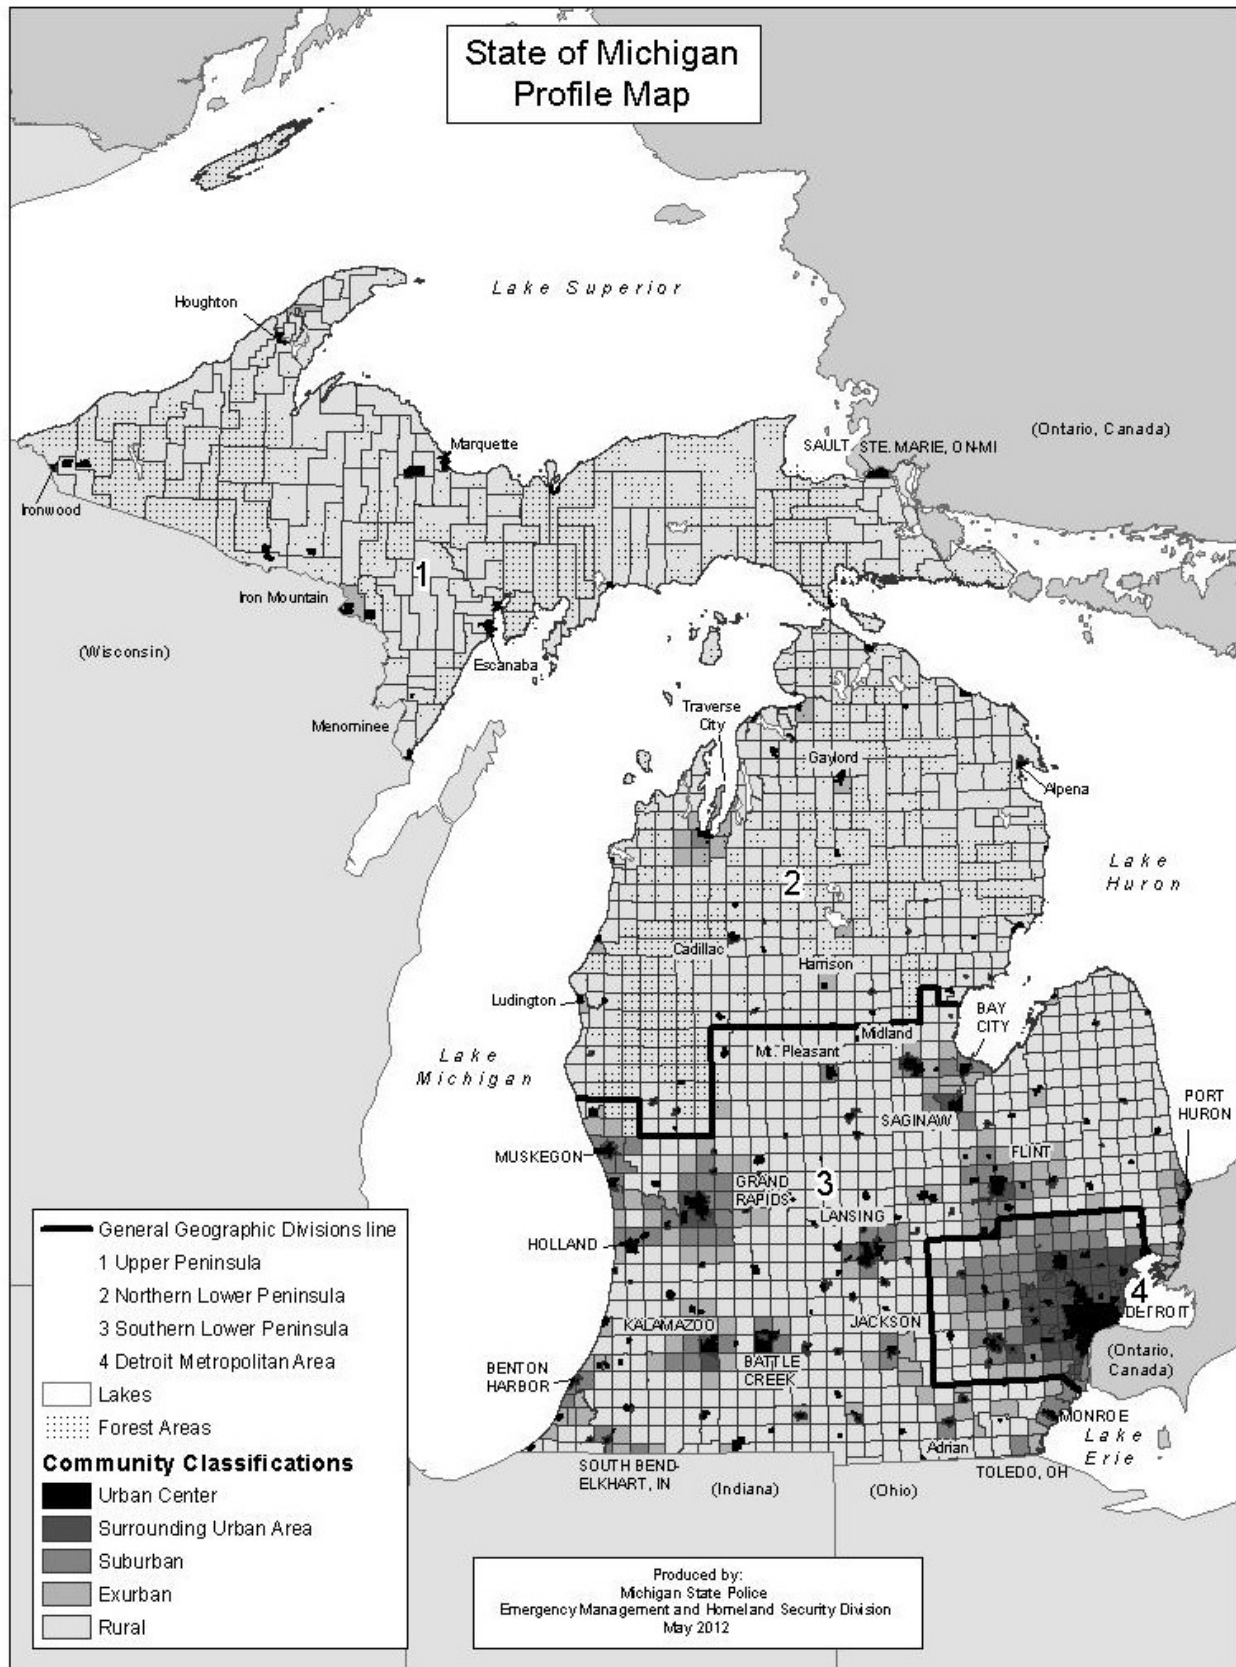 State of Michigan
Profile Map
Lake Superior
Houghton
Marquette
SAULT STE. MARIE, ON-MI
(Ontario, Canada)
Ironwood
1
Iron Mountain
(Wisconsin)
Escanaba
Menominee
Traverse
City
Gaylord
Alpena
Lake
Huron
2
Cadillac
Harrison
Ludington
BAY
CITY
Midland
Mt. Pleasant
Lake
Michigan
PORT
HURON
SAGINAW
MUSKEGON
FLINT
GRAND
RAPIDS
3
LANSING
HOLLAND
4
DETROIT
KALAMAZOO
JACKSON
(Ontario,
Canada)
BENTON
HARBOR
BATTLE
CREEK
MONROE
Lake
Erie
Adrian
SOUTH BEND-
ELKHART, IN
(Indiana)
(Ohio)
TOLEDO, OH
General Geographic Divisions line
1 Upper Peninsula
2 Northern Lower Peninsula
3 Southern Lower Peninsula
4 Detroit Metropolitan Area
Lakes
Forest Areas
Community Classifications
Urban Center
Surrounding Urban Area
Suburban
Exurban
Rural
Produced by:
Michigan State Police
Emergency Management and Homeland Security Division
May 2012